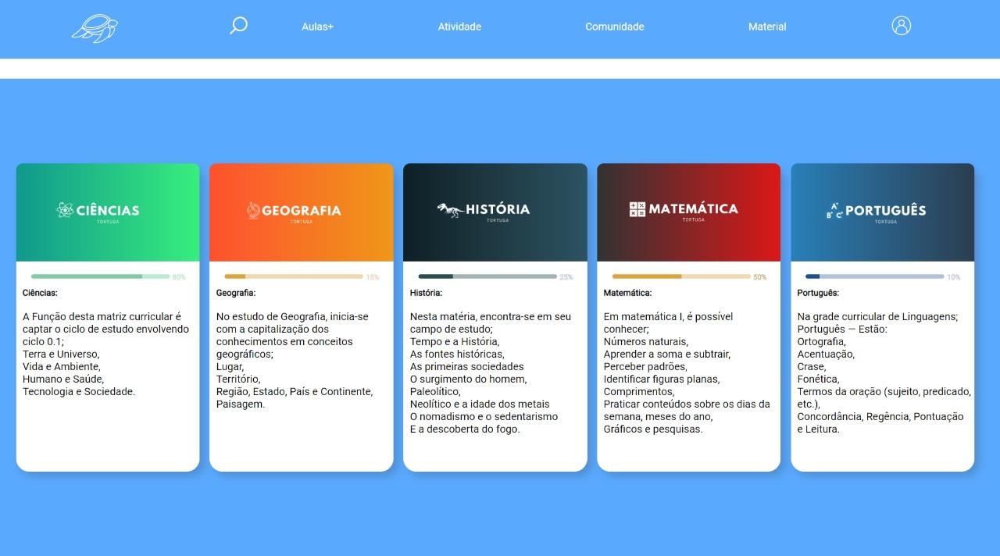 Aulas+
Atividade
Comunidade
Material
CIÊNCIAS
TORTUGA
80%
Ciências:
A Função desta matriz curricular é
captar o ciclo de estudo envolvendo
ciclo 0.1;
Terra e Universo,
Vida e Ambiente,
Humano e Saúde,
Tecnologia e Sociedade.
GEOGRAFIA
TORTUGA
15%
Geografia:
No estudo de Geografia, inicia-se
com a capitalização dos
conhecimentos em conceitos
geográficos;
Lugar,
Território,
Região, Estado, País e Continente,
Paisagem.
HISTÓRIA
TORTUGA
25%
História:
Nesta matéria, encontra-se em seu
campo de estudo;
Tempo e a História,
As fontes históricas,
As primeiras sociedades
O surgimento do homem,
Paleolítico,
Neolítico e a idade dos metais
O nomadismo e o sedentarismo
E a descoberta do fogo.
MATEMÁTICA
TORTUGA
50%
Matemática:
Em matemática I, é possível
conhecer;
Números naturais,
Aprender a soma e subtrair,
Perceber padrões,
Identificar figuras planas,
Comprimentos,
Praticar conteúdos sobre os dias da
semana, meses do ano,
Gráficos e pesquisas.
A B C
PORTUGUÊS
TORTUGA
10%
Português:
Na grade curricular de Linguagens;
Português — Estão:
Ortografia,
Acentuação,
Crase,
Fonética,
Termos da oração (sujeito, predicado,
etc.),
Concordância, Regência, Pontuação
e Leitura.